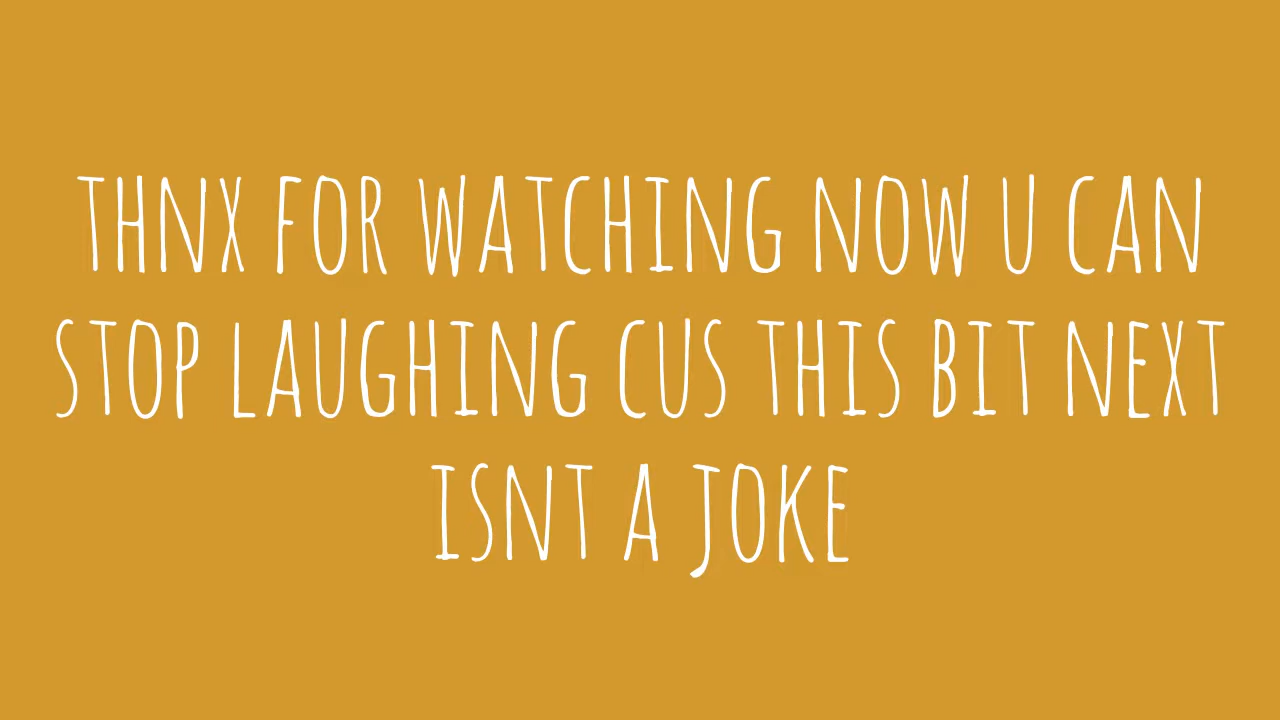 THNX FOR WATCHING NOW U CAN
STOP LAUGHING CUS THIS BIT NEXT
ISNT A JOKE